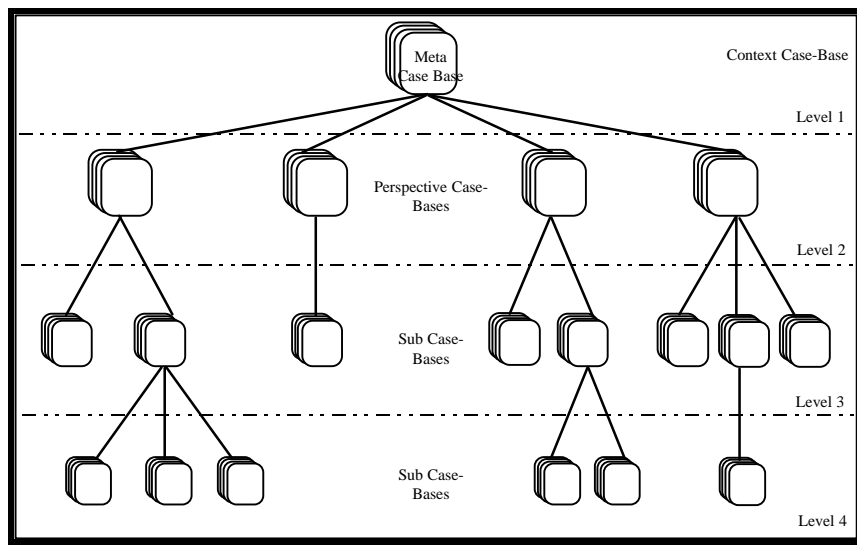 Meta
Case Base
Context Case-Base
Level 1
Perspective Case-
Bases
Level 2
Sub Case-
Bases
Level 3
Sub Case-
Bases
Level 4